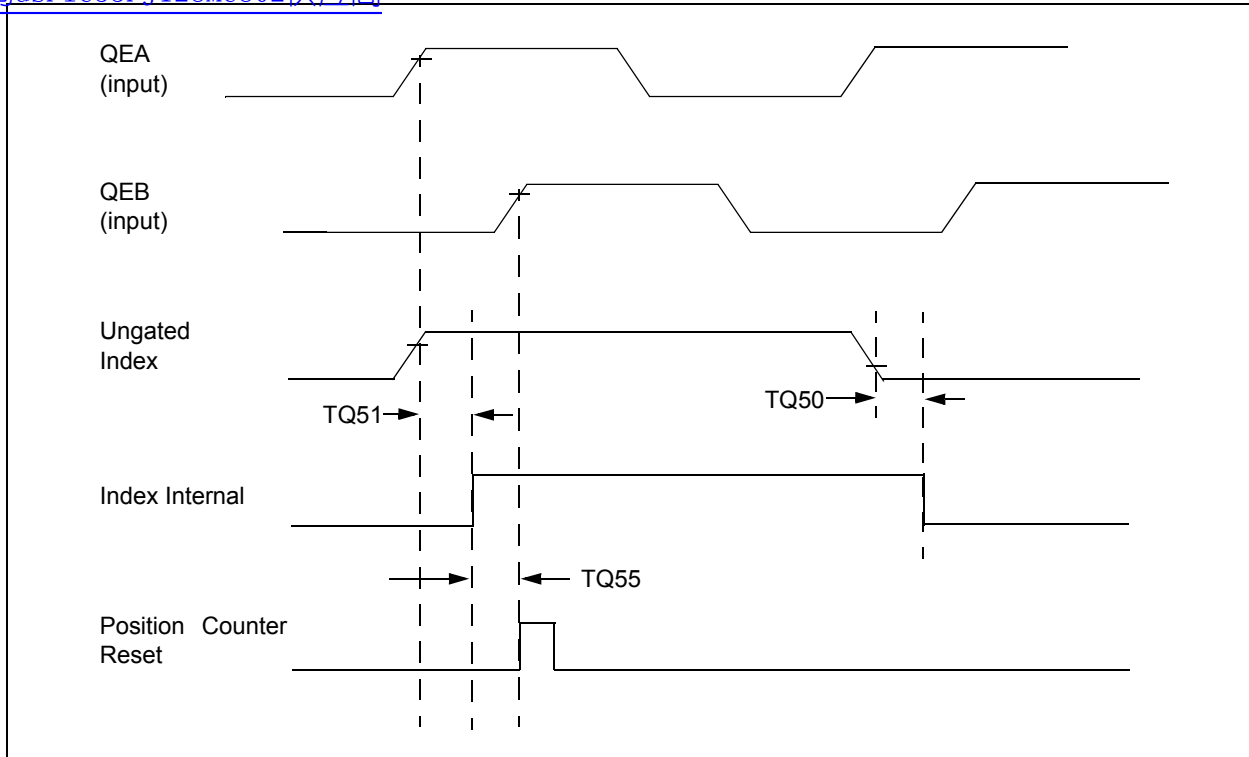 QEA
(input)
QEB
(input)
Ungated
Index
TQ51
TQ50
Index Internal
TQ55
Position Counter
Reset